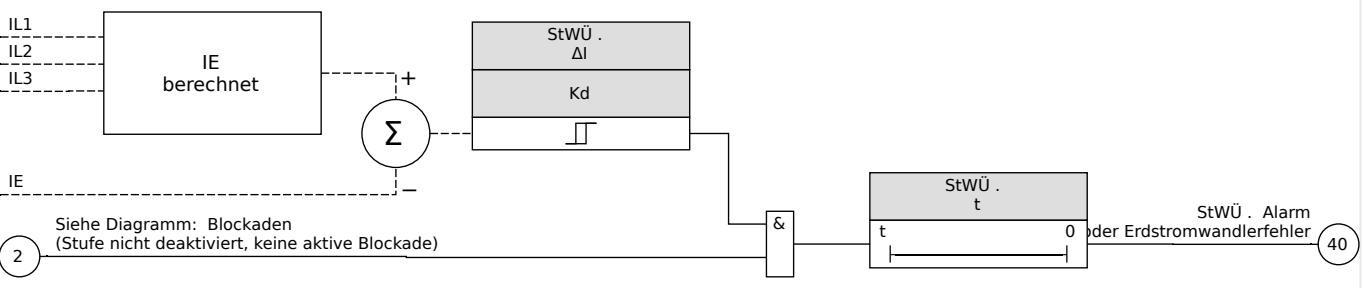 IL1
IL2
IL3
IE
berechnet
+
Σ
−
IE
StWÜ .
ΔI
Kd
Siehe Diagramm: Blockaden
(Stufe nicht deaktiviert, keine aktive Blockade)
2
&
StWÜ .
t
t 0
StWÜ . Alarm
oder Erdstromwandlerfehler
40